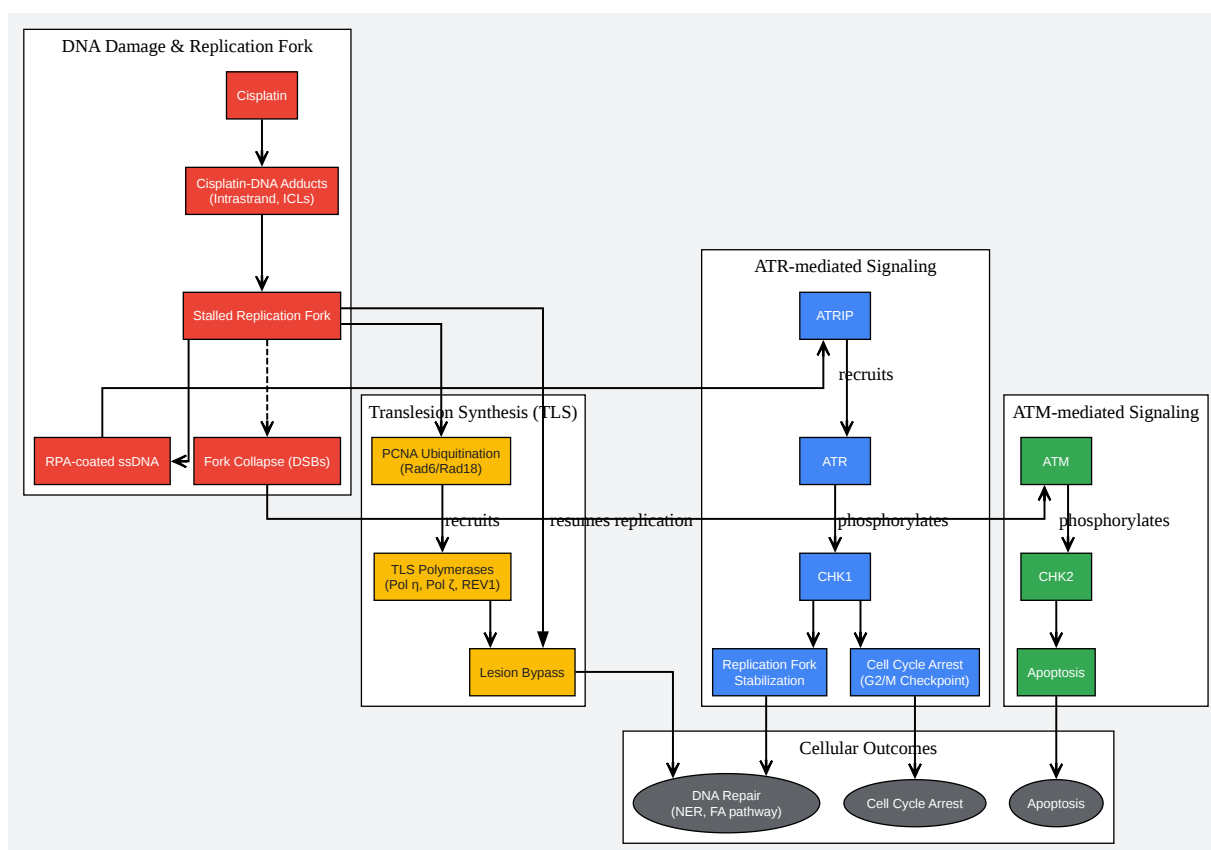 DNA Damage & Replication Fork
Cisplatin
Cisplatin-DNA Adducts
(Intrastrand, ICLs)
Stalled Replication Fork
RPA-coated ssDNA
Fork Collapse (DSBs)
Translesion Synthesis (TLS)
PCNA Ubiquitination
(Rad6/Rad18)
recruits
resumes replication
TLS Polymerases
(Pol η, Pol ζ, REV1)
Lesion Bypass
ATR-mediated Signaling
ATRIP
recruits
ATR
phosphorylates
CHK1
Replication Fork
Stabilization
Cell Cycle Arrest
(G2/M Checkpoint)
ATM-mediated Signaling
ATM
phosphorylates
CHK2
Apoptosis
Cellular Outcomes
DNA Repair
(NER, FA pathway)
Cell Cycle Arrest
Apoptosis